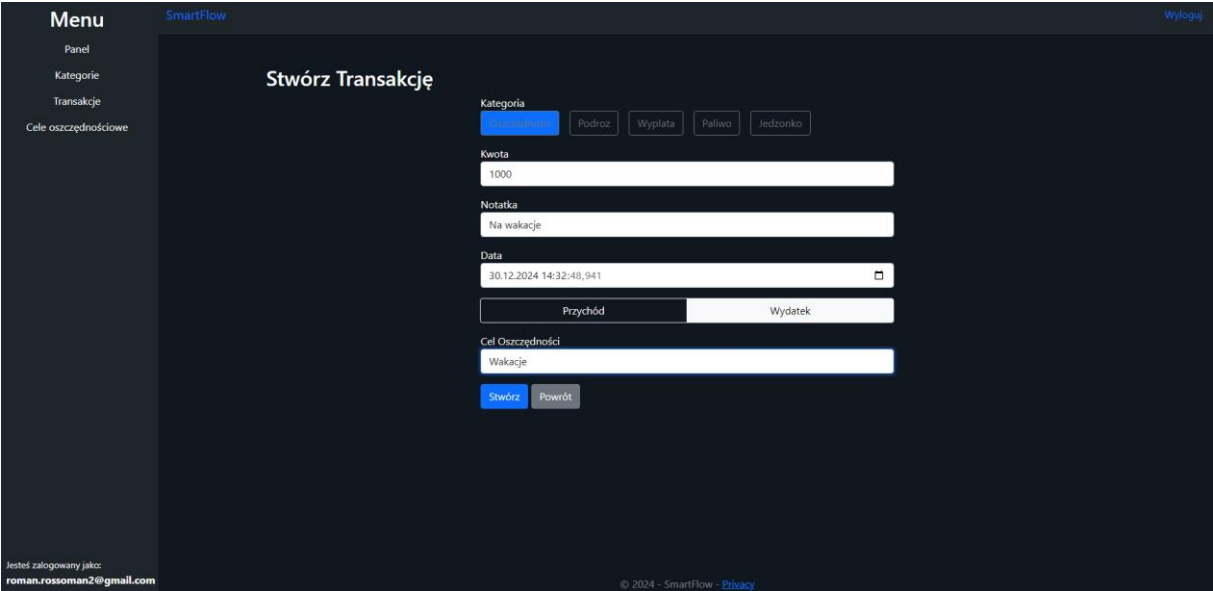 Menu
SmartFlow
Wyloguj
Panel
Kategorie
Transakcje
Cele oszczędnościowe
Stwórz Transakcję
Kategoria
Oszczednosci Podroz Wyplata Paliwo Jedzonko
Kwota
1000
Notatka
Na wakacje
Data
30.12.2024 14:32:48,941
Przychód Wydatek
Cel Oszczędności
Wakacje
Stwórz Powrót
Jesteś zalogowany jako:
roman.rossoman2@gmail.com
© 2024 - SmartFlow - Privacy